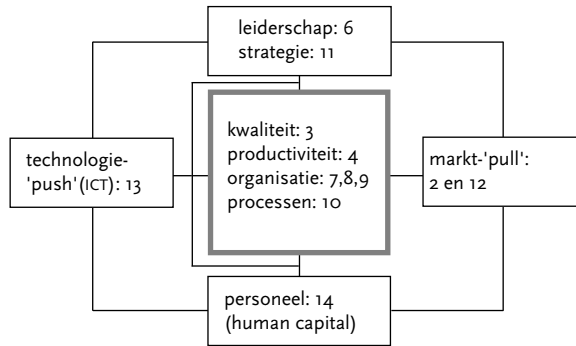 leiderschap: 6
strategie: 11
kwaliteit: 3
productiviteit: 4
organisatie: 7,8,9
processen: 10
technologie-
'push'(ICT): 13
markt-'pull':
2 en 12
personeel: 14
(human capital)